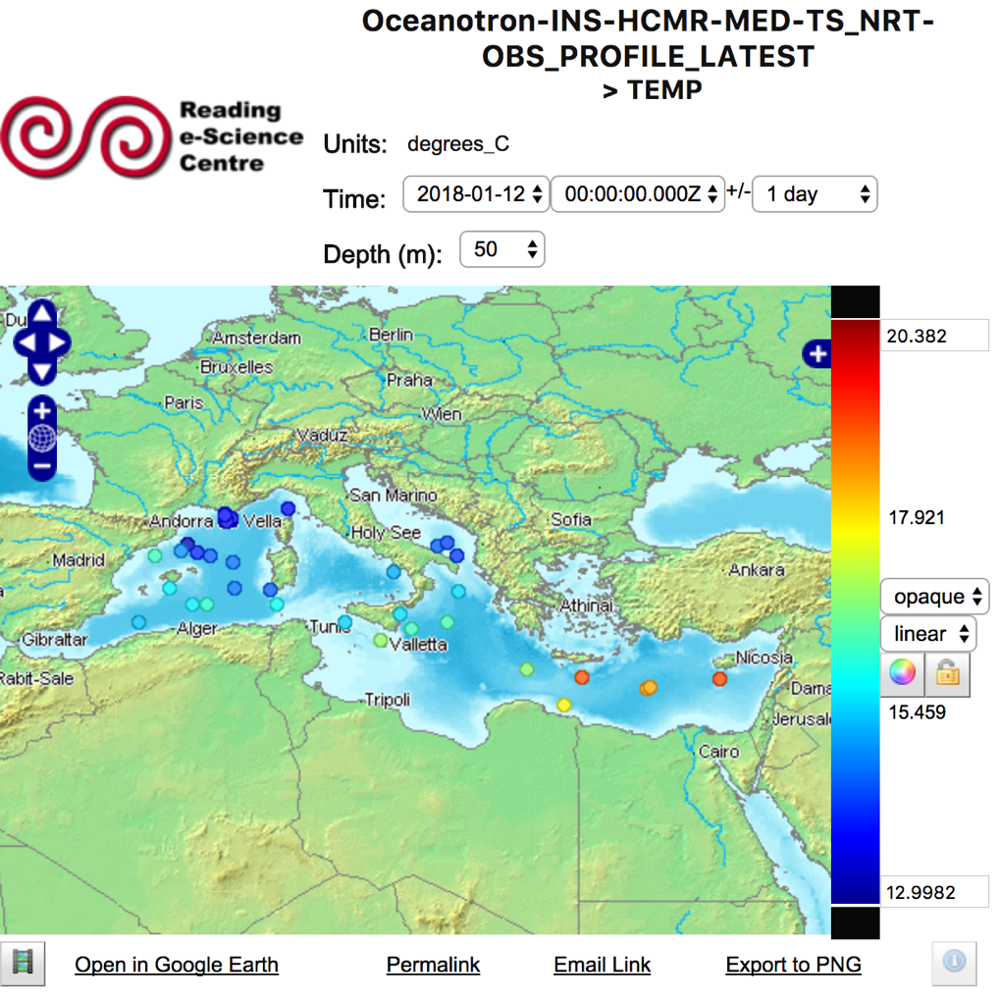 Oceanotron-INS-HCMR-MED-TS_NRT-
OBS_PROFILE_LATEST
> TEMP
Reading
e-Science
Centre
Units: degrees_C
Time: 2018-01-12 00:00:00.000Z +/- 1 day
Depth (m): 50
Du
Amsterdam
Berlin
Bruxelles
Praha
Paris
Wien
Vaduz
San Marino
Andorra
Vella
Sofia
Holy See
Madrid
Ankara
Athinai
Tunis
Alger
Gibraltar
Valletta
Nicosia
Rabit-Sale
Dama
Tripoli
Jerusal
Cairo
20.382
17.921
opaque
linear
15.459
12.9982
Open in Google Earth Permalink Email Link Export to PNG